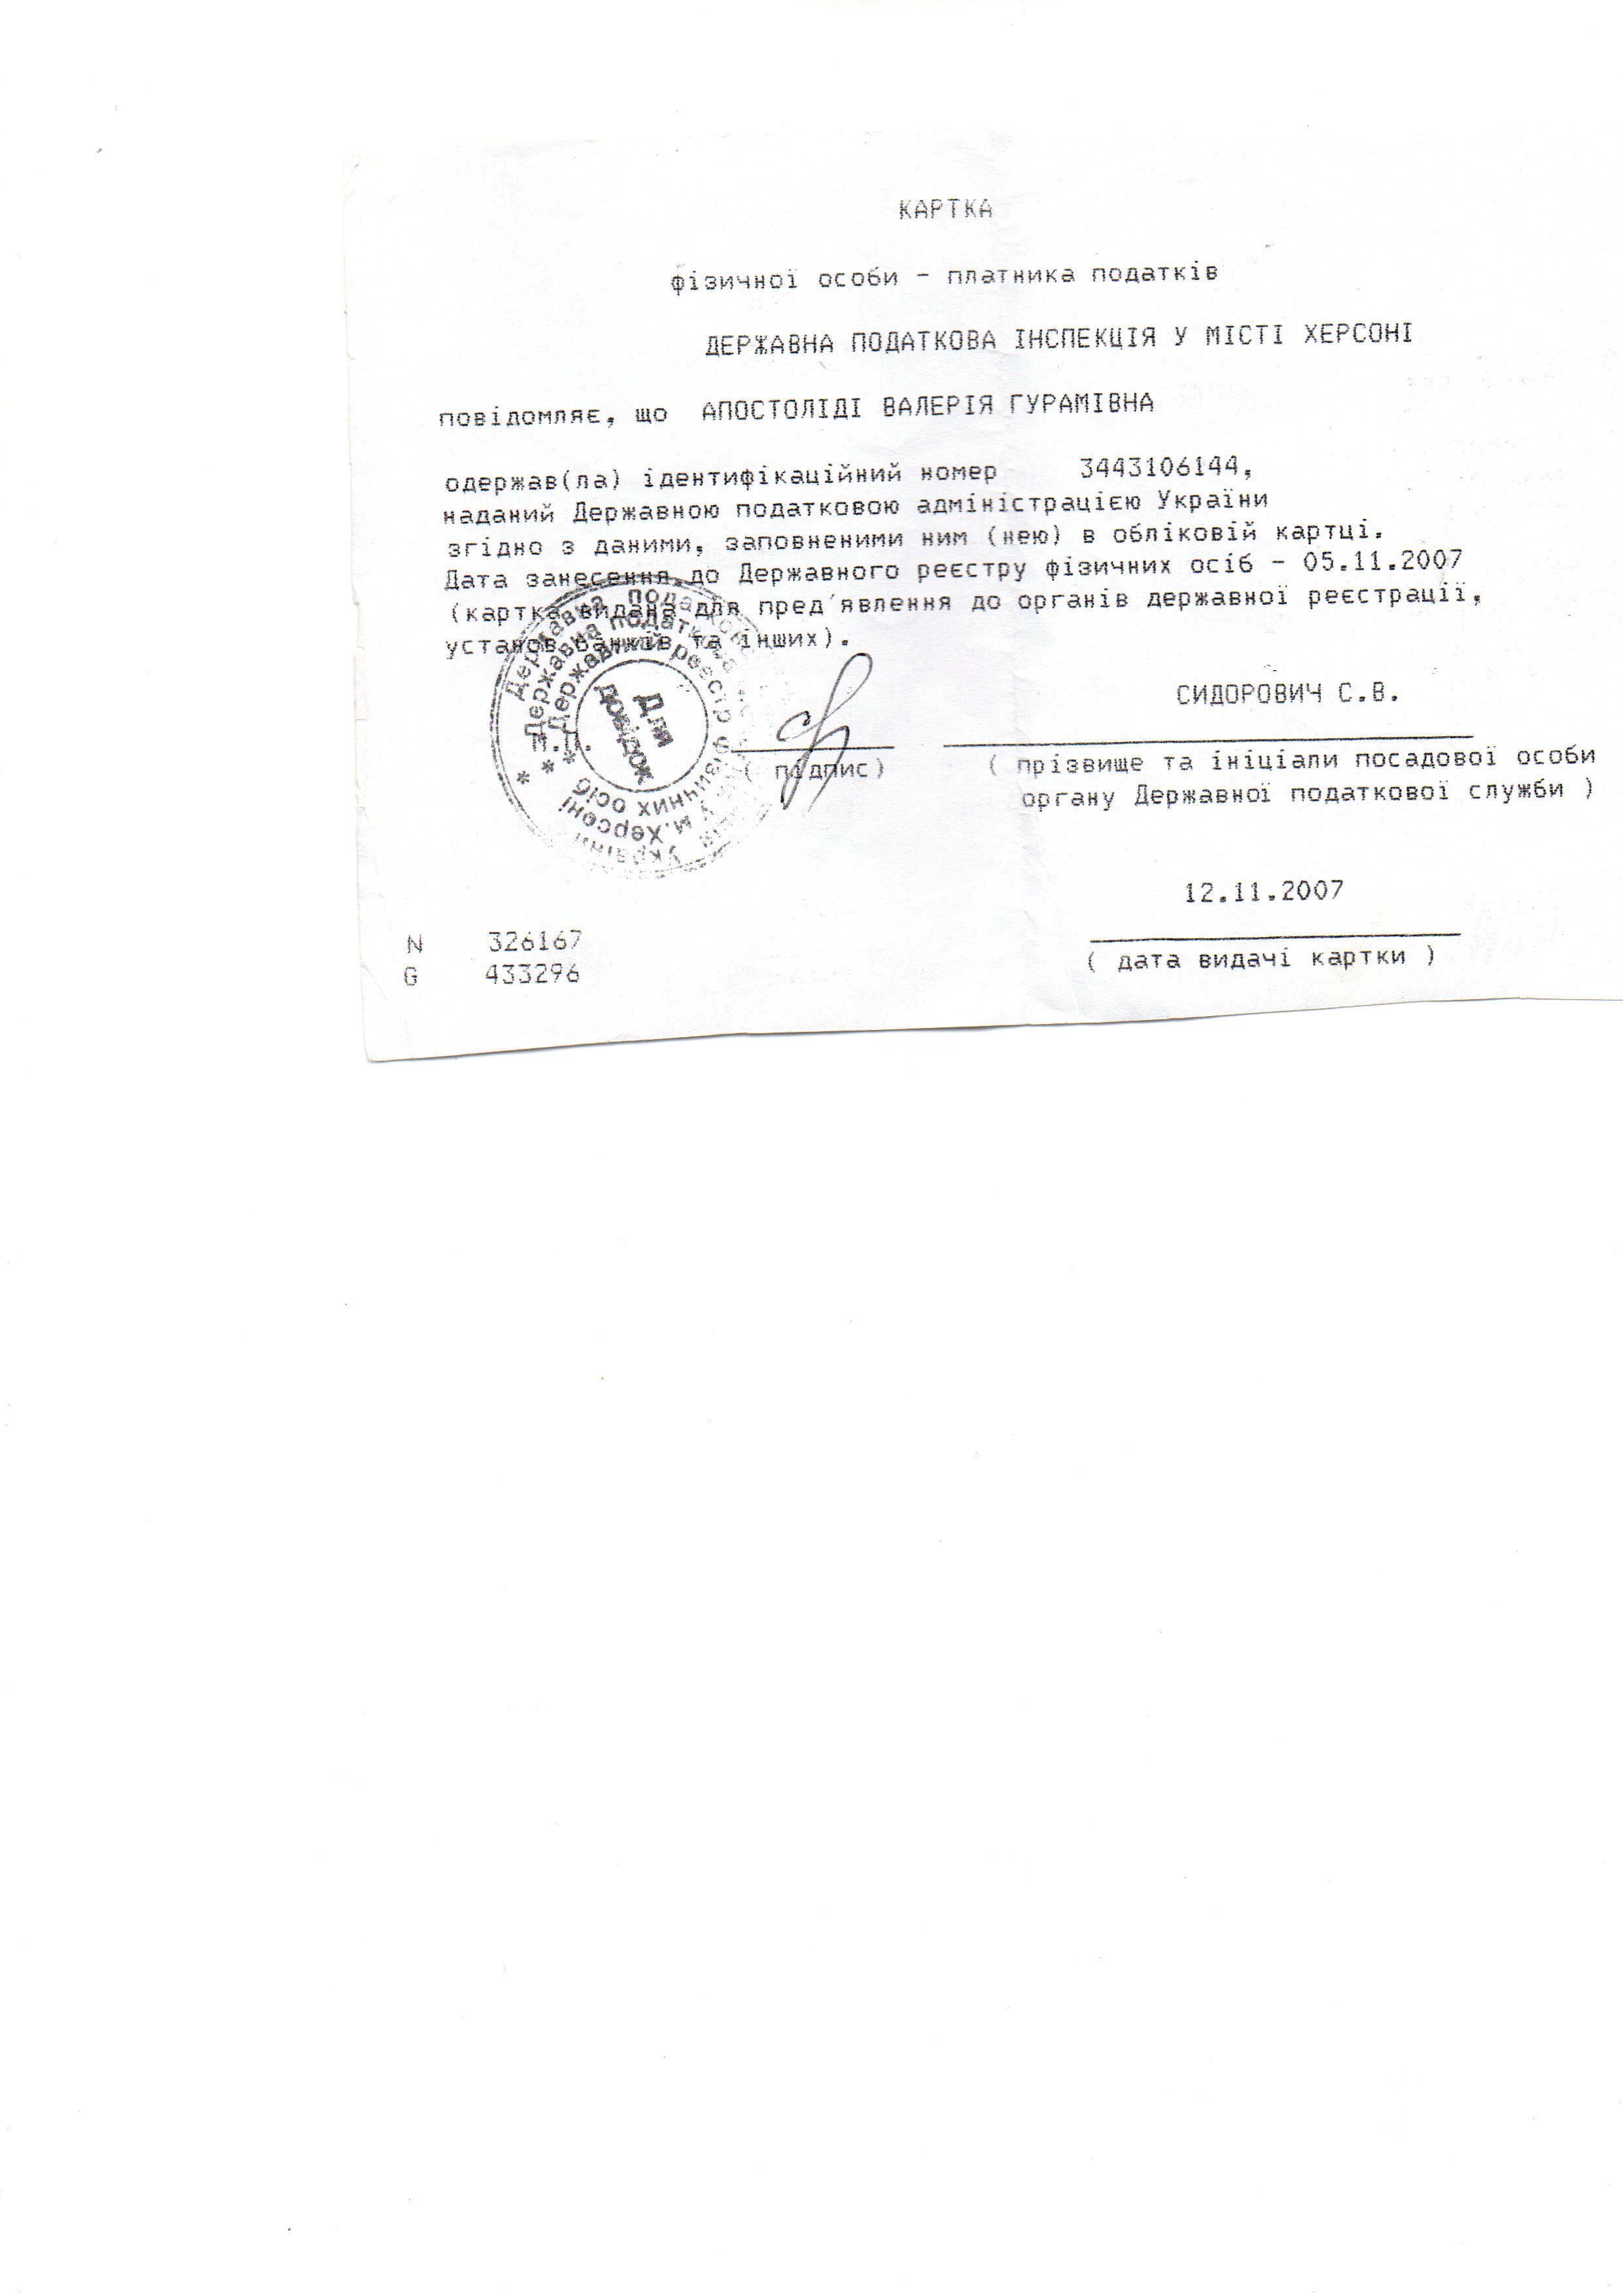 КАРТКА
фізичної особи - платника податків
ДЕРЖАВНА ПОДАТКОВА ІНСПЕКЦІЯ У МІСТІ ХЕРСОНІ
повідомляє, що АПОСТОЛІДІ ВАЛЕРІЯ ГУРАМІВНА
одержав(ла) ідентифікаційний номер 3443106144,
наданий Державною податковою адміністрацією України
згідно з даними, заповненими ним (нею) в обліковій картці.
Дата занесення до Державного реєстру фізичних осіб - 05.11.2007
(картка видана для пред'явлення до органів державної реєстрації,
установ банків та інших).
СИДОРОВИЧ С.В.
( підпис) ( прізвище та ініціали посадової особи
органу Державної податкової служби )
Державна податкова
України
Державна податкова
у м.Херсоні
Державний реєстр фізичних осіб
Для
довідок
12.11.2007
( дата видачі картки )
N 326167
G 433296